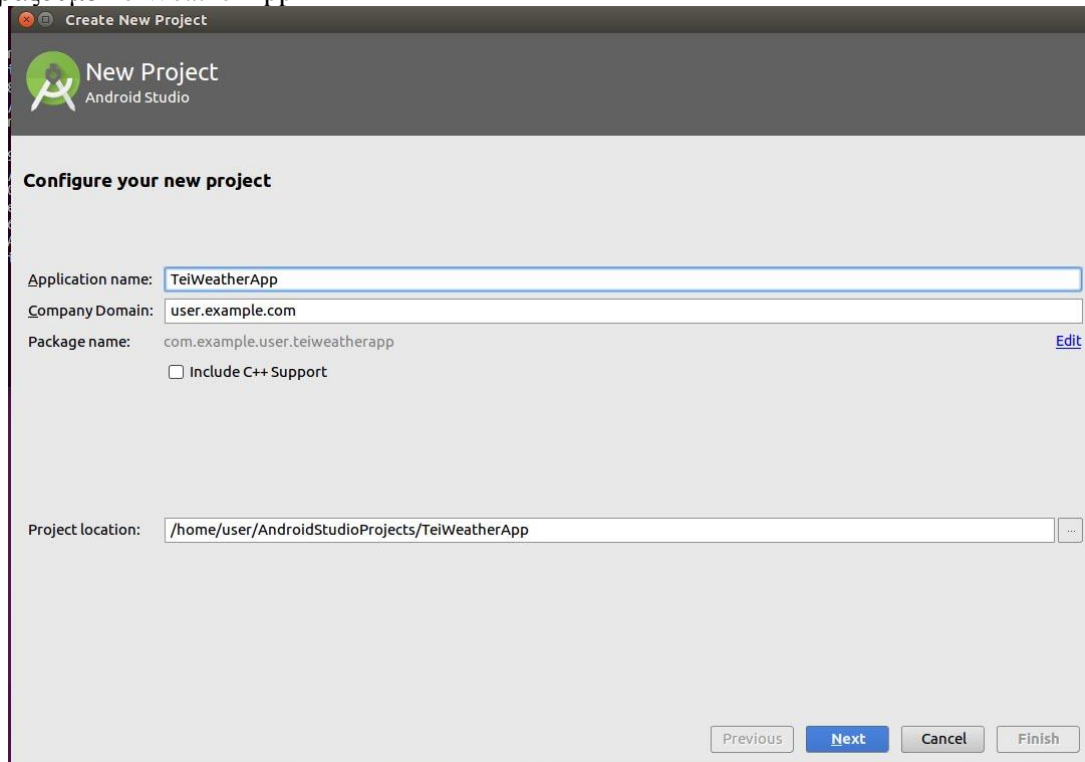 Create New Project
New Project
Android Studio
Configure your new project
Application name: TeiWeatherApp
Company Domain: user.example.com
Package name: com.example.user.teiweatherapp Edit
Include C++ Support
Project location: /home/user/AndroidStudioProjects/TeiWeatherApp ...
Previous Next Cancel Finish